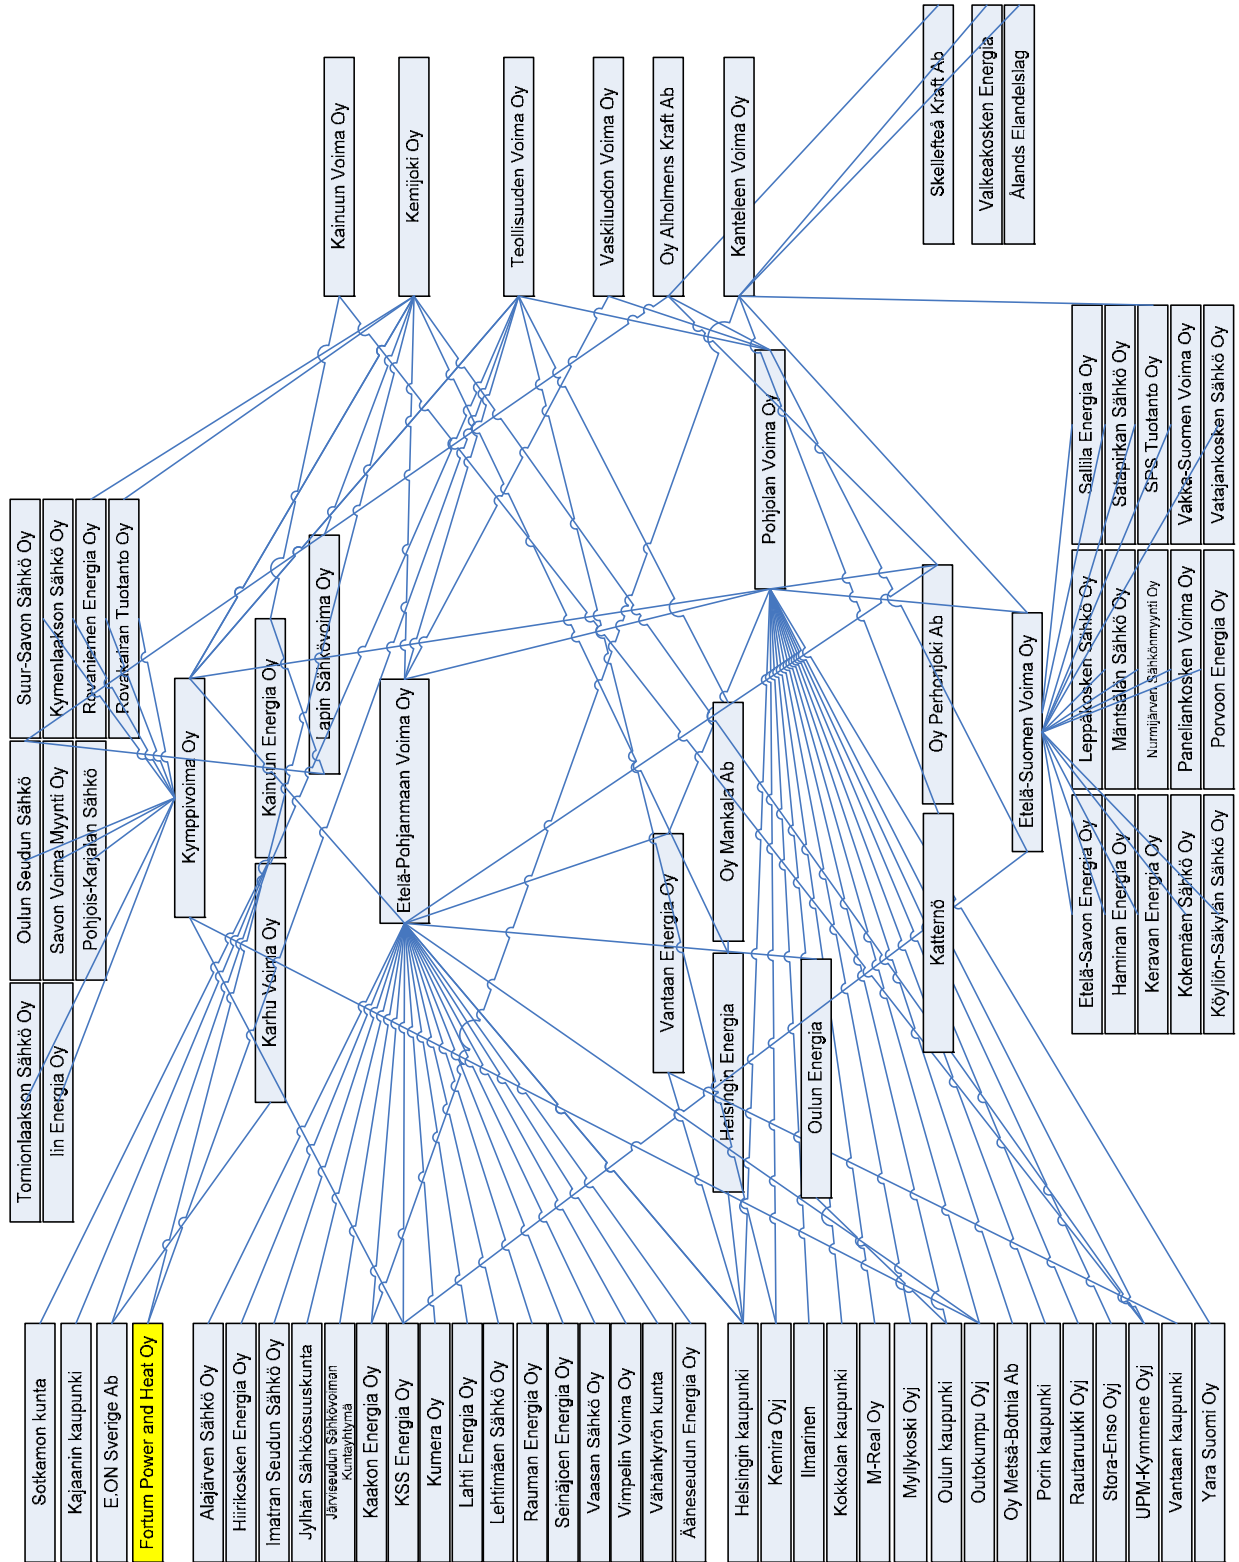 Kainuun Voima Oy
Kemijoki Oy
Teollisuuden Voima Oy
Vaskiluodon Voima Oy
Oy Alholmens Kraft Ab
Kanteleen Voima Oy
Skellefteå Kraft Ab
Valkeakosken Energia
Ålands Elandelslag
Suur-Savon Sähkö Oy
Kymenlaakson Sähkö Oy
Rovaniemen Energia Oy
Rovakairan Tuotanto Oy
Oulun Seudun Sähkö
Savon Voima Myynti Oy
Pohjois-Karjalan Sähkö
Tornionlaakson Sähkö Oy
Iin Energia Oy
Kymppivoima Oy
Kainuun Energia Oy
Lapin Sähkövoima Oy
Karhu Voima Oy
Etelä-Pohjanmaan Voima Oy
Pohjolan Voima Oy
Vantaan Energia Oy
Oy Mankala Ab
Helsingin Energia
Oulun Energia
Oy Perhonjoki Ab
Katternö
Etelä-Suomen Voima Oy
Sallila Energia Oy
Satapirkan Sähkö Oy
SPS Tuotanto Oy
Vakka-Suomen Voima Oy
Vatajankosken Sähkö Oy
Leppäkosken Sähkö Oy
Mäntsälän Sähkö Oy
Nurmijärven Sähkönmyynti Oy
Paneliankosken Voima Oy
Porvoon Energia Oy
Etelä-Savon Energia Oy
Haminan Energia Oy
Keravan Energia Oy
Kokemäen Sähkö Oy
Köyliön-Säkylän Sähkö Oy
Sotkamon kunta
Kajaanin kaupunki
E.ON Sverige Ab
Fortum Power and Heat Oy
Alajärven Sähkö Oy
Hiirikosken Energia Oy
Imatran Seudun Sähkö Oy
Jylhän Sähköosuuskunta
Järviseudun Sähkövoiman
Kuntayhtymä
Kaakon Energia Oy
KSS Energia Oy
Kumera Oy
Lahti Energia Oy
Lehtimäen Sähkö Oy
Rauman Energia Oy
Seinäjoen Energia Oy
Vaasan Sähkö Oy
Vimpelin Voima Oy
Vähänkyrön kunta
Ääneseudun Energia Oy
Helsingin kaupunki
Kemira Oyj
Ilmarinen
Kokkolan kaupunki
M-Real Oy
Myllykoski Oyj
Oulun kaupunki
Outokumpu Oyj
Oy Metsä-Botnia Ab
Porin kaupunki
Rautaruukki Oyj
Stora-Enso Oyj
UPM-Kymmene Oyj
Vantaan kaupunki
Yara Suomi Oy